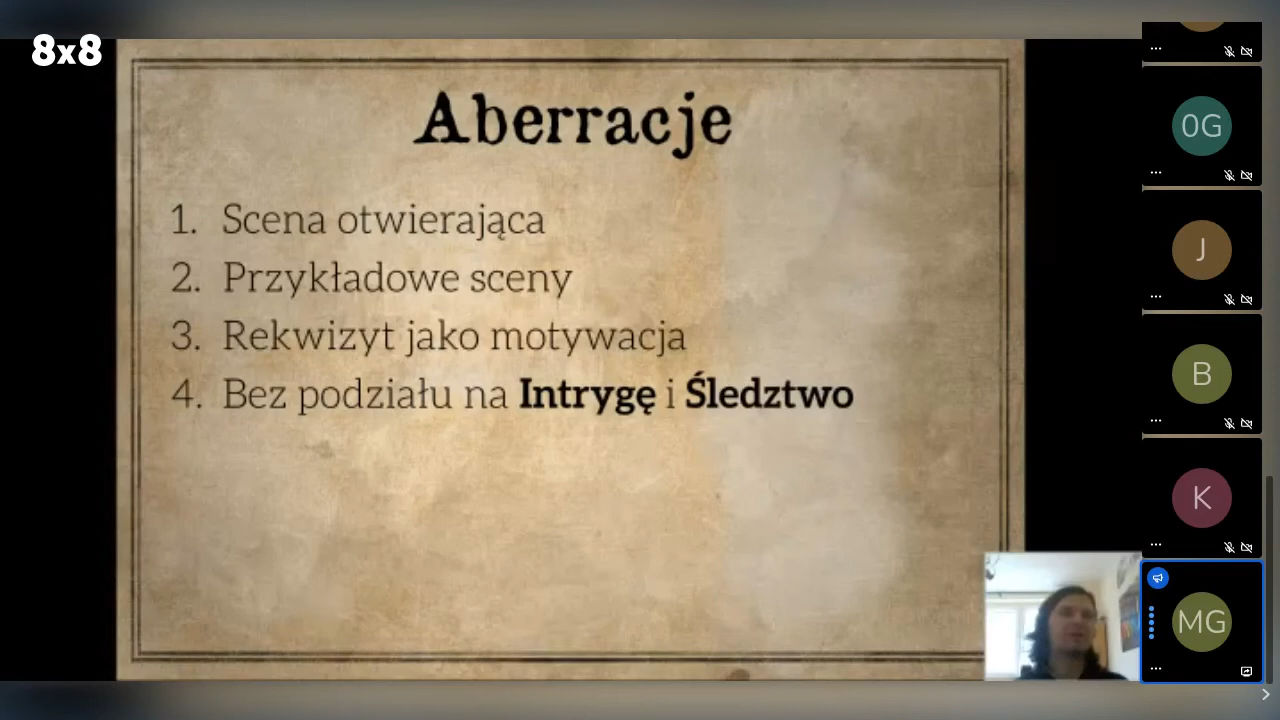 8x8
Aberracje
1. Scena otwierająca
2. Przykładowe sceny
3. Rekwizyt jako motywacja
4. Bez podziału na Intrygę i Śledztwo
0G
J
B
K
MG